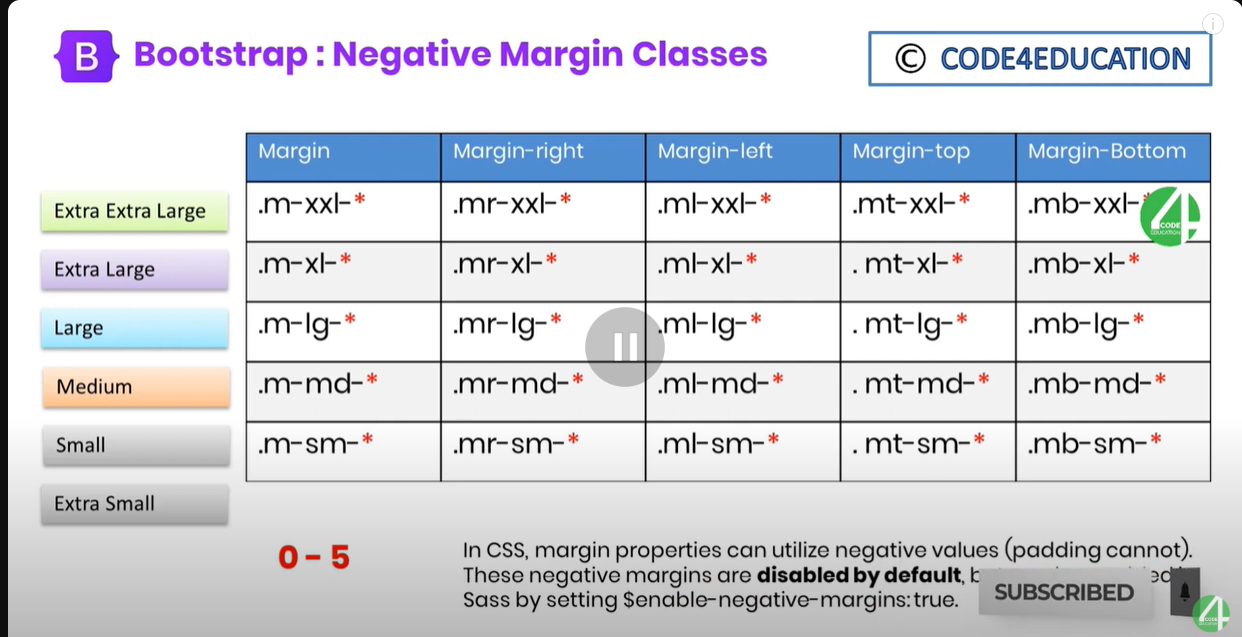 B Bootstrap : Negative Margin Classes
© CODE4EDUCATION
Margin Margin-right Margin-left Margin-top Margin-Bottom
Extra Extra Large .m-xxl-* .mr-xxl-* .ml-xxl-* .mt-xxl-* .mb-xxl-*
4 CODE EDUCATION
Extra Large .m-xl-* .mr-xl-* .ml-xl-* . mt-xl-* .mb-xl-*
Large .m-lg-* .mr-lg-* .ml-lg-* . mt-lg-* .mb-lg-*
Medium .m-md-* .mr-md-* .ml-md-* . mt-md-* .mb-md-*
Small .m-sm-* .mr-sm-* .ml-sm-* . mt-sm-* .mb-sm-*
Extra Small
0 - 5
In CSS, margin properties can utilize negative values (padding cannot).
These negative margins are disabled by default,
Sass by setting $enable-negative-margins: true.
SUBSCRIBED
4 CODE EDUCATION